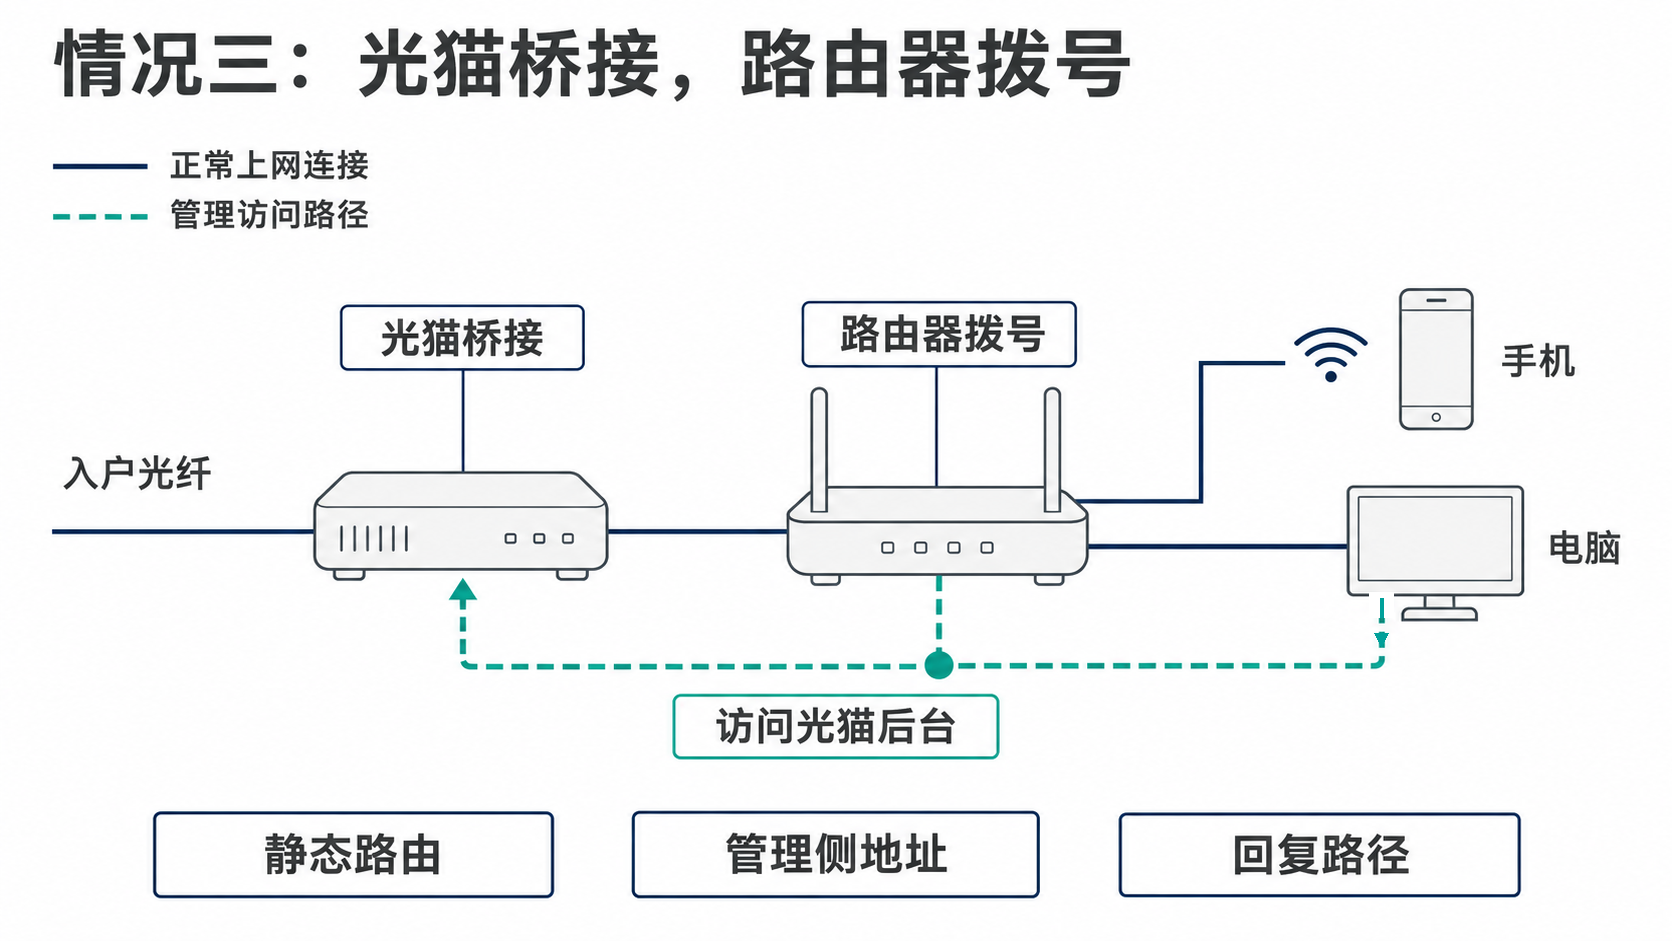 情况三：光猫桥接，路由器拨号
正常上网连接
管理访问路径
光猫桥接
路由器拨号
手机
入户光纤
电脑
访问光猫后台
静态路由
管理侧地址
回复路径